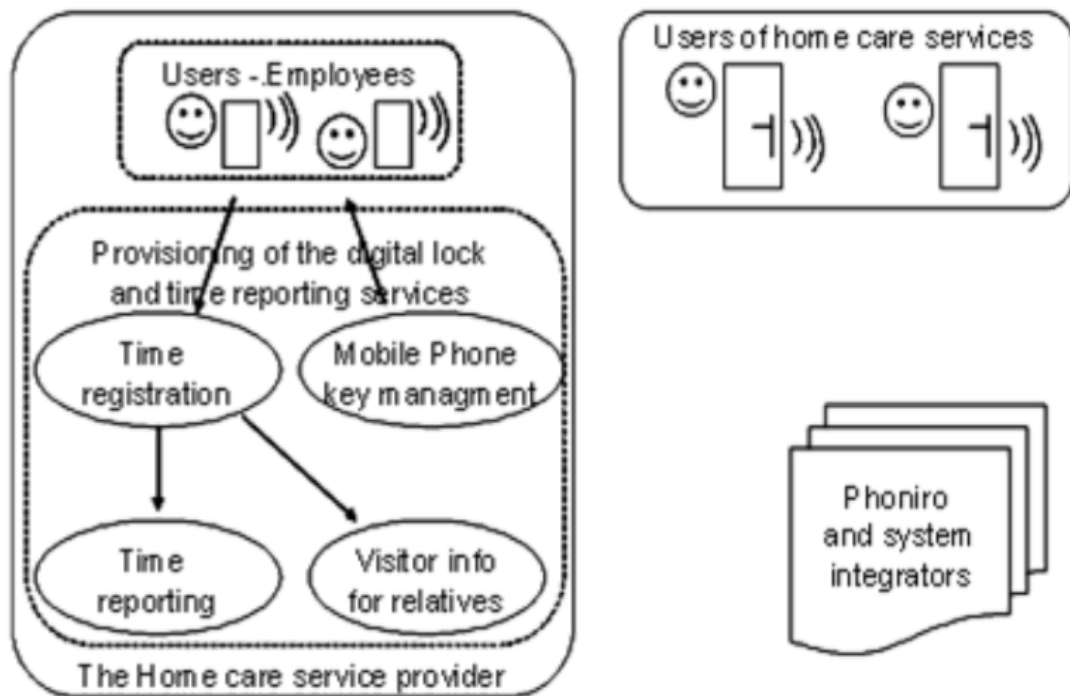 Users -.Employees
Provisioning of the digital lock
and time reporting services
Time
registration
Mobile Phone
key managment
Time
reporting
Visitor info
for relatives
The Home care service provider
Users of home care services
Phoniro
and system
integrators